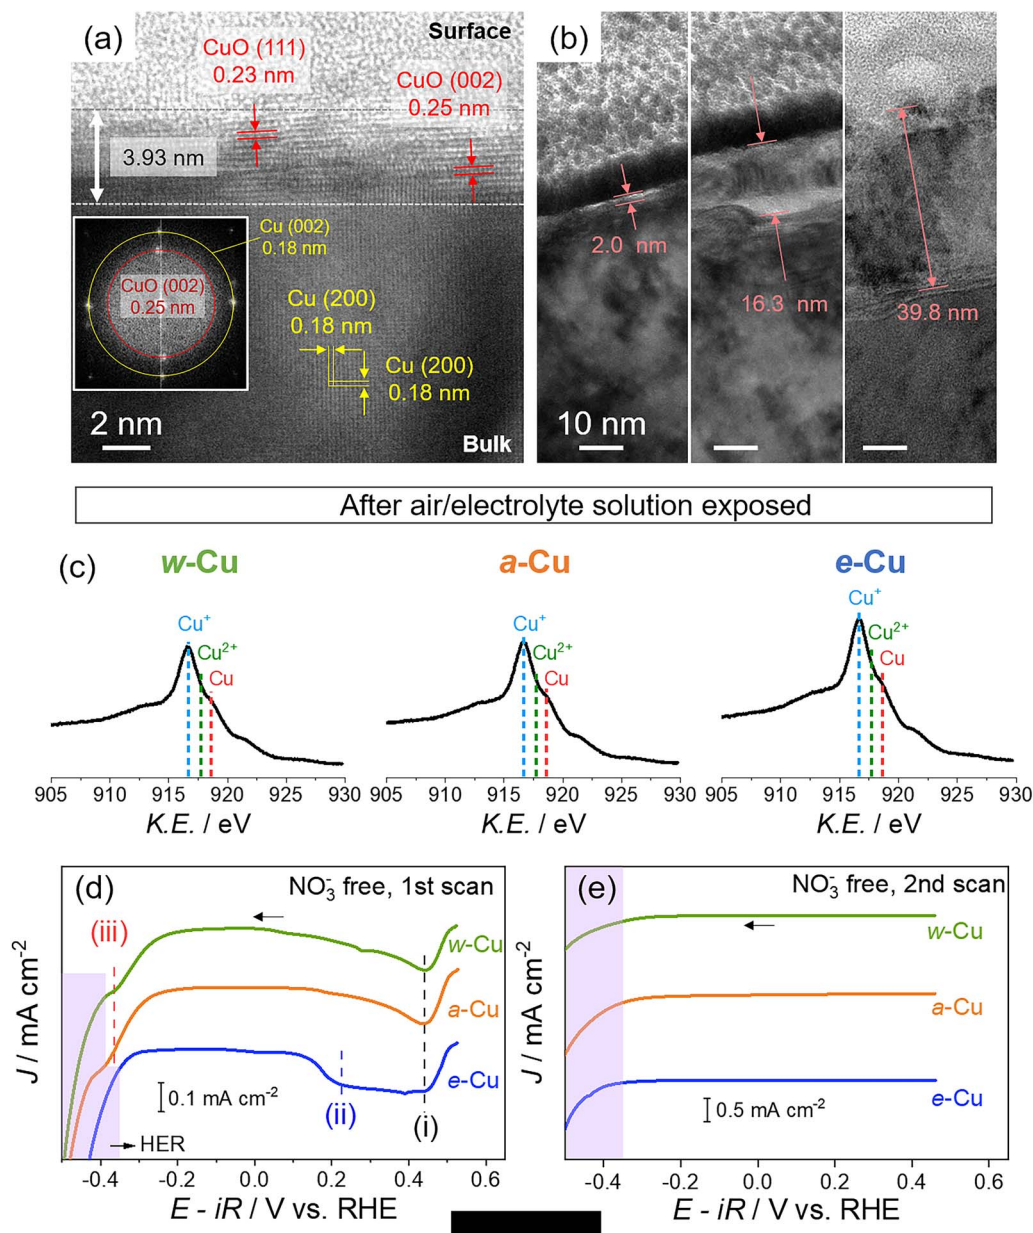 (a)
Surface
CuO (111)
0.23 nm
CuO (002)
0.25 nm
3.93 nm
Cu (002)
0.18 nm
CuO (002)
0.25 nm
Cu (200)
0.18 nm
Cu (200)
0.18 nm
2 nm
Bulk
(b)
2.0 nm
16.3 nm
39.8 nm
10 nm
After air/electrolyte solution exposed
(c)
w-Cu
a-Cu
e-Cu
Cu⁺
Cu²⁺
Cu
Cu⁺
Cu²⁺
Cu
Cu⁺
Cu²⁺
Cu
905 910 915 920 925 930
905 910 915 920 925 930
905 910 915 920 925 930
K.E. / eV
K.E. / eV
K.E. / eV
(d)
NO₃⁻ free, 1st scan
(iii)
w-Cu
a-Cu
e-Cu
0.1 mA cm⁻²
(ii)
(i)
HER
J / mA cm⁻²
-0.4 -0.2 0.0 0.2 0.4 0.6
E - iR / V vs. RHE
(e)
NO₃⁻ free, 2nd scan
w-Cu
a-Cu
e-Cu
0.5 mA cm⁻²
J / mA cm⁻²
-0.4 -0.2 0.0 0.2 0.4 0.6
E - iR / V vs. RHE